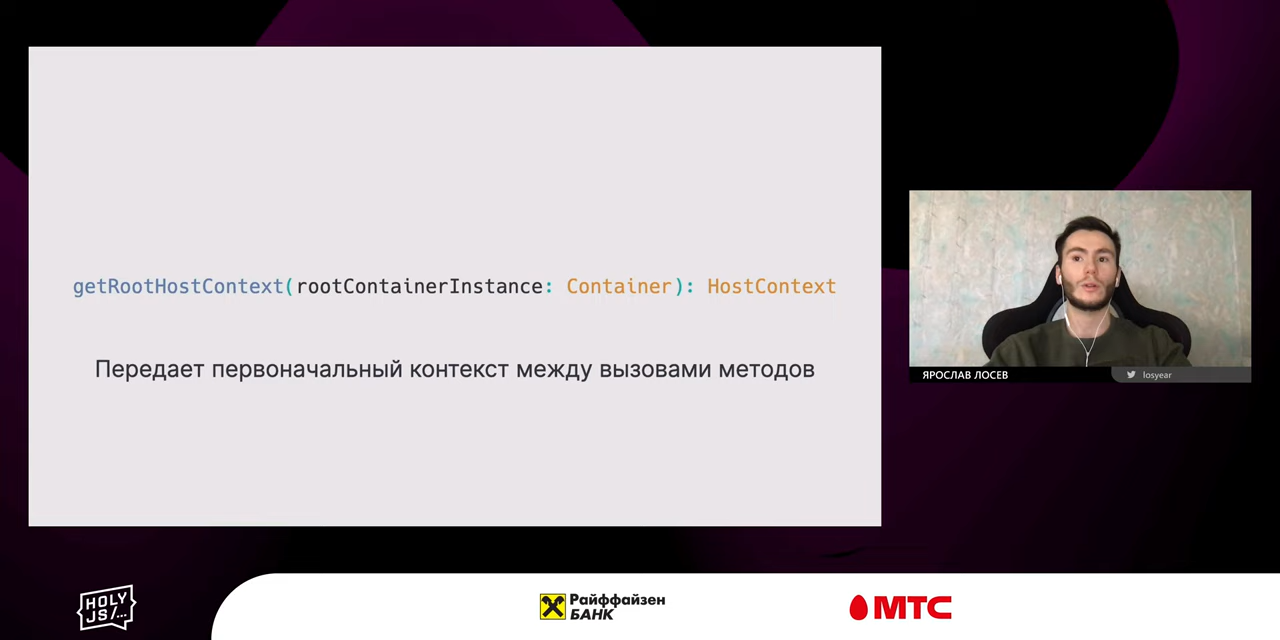 getRootHostContext(rootContainerInstance: Container): HostContext
Передает первоначальный контекст между вызовами методов
ЯРОСЛАВ ЛОСЕВ
losyear
HOLY
JS/...
Райффайзен
БАНК
МТС